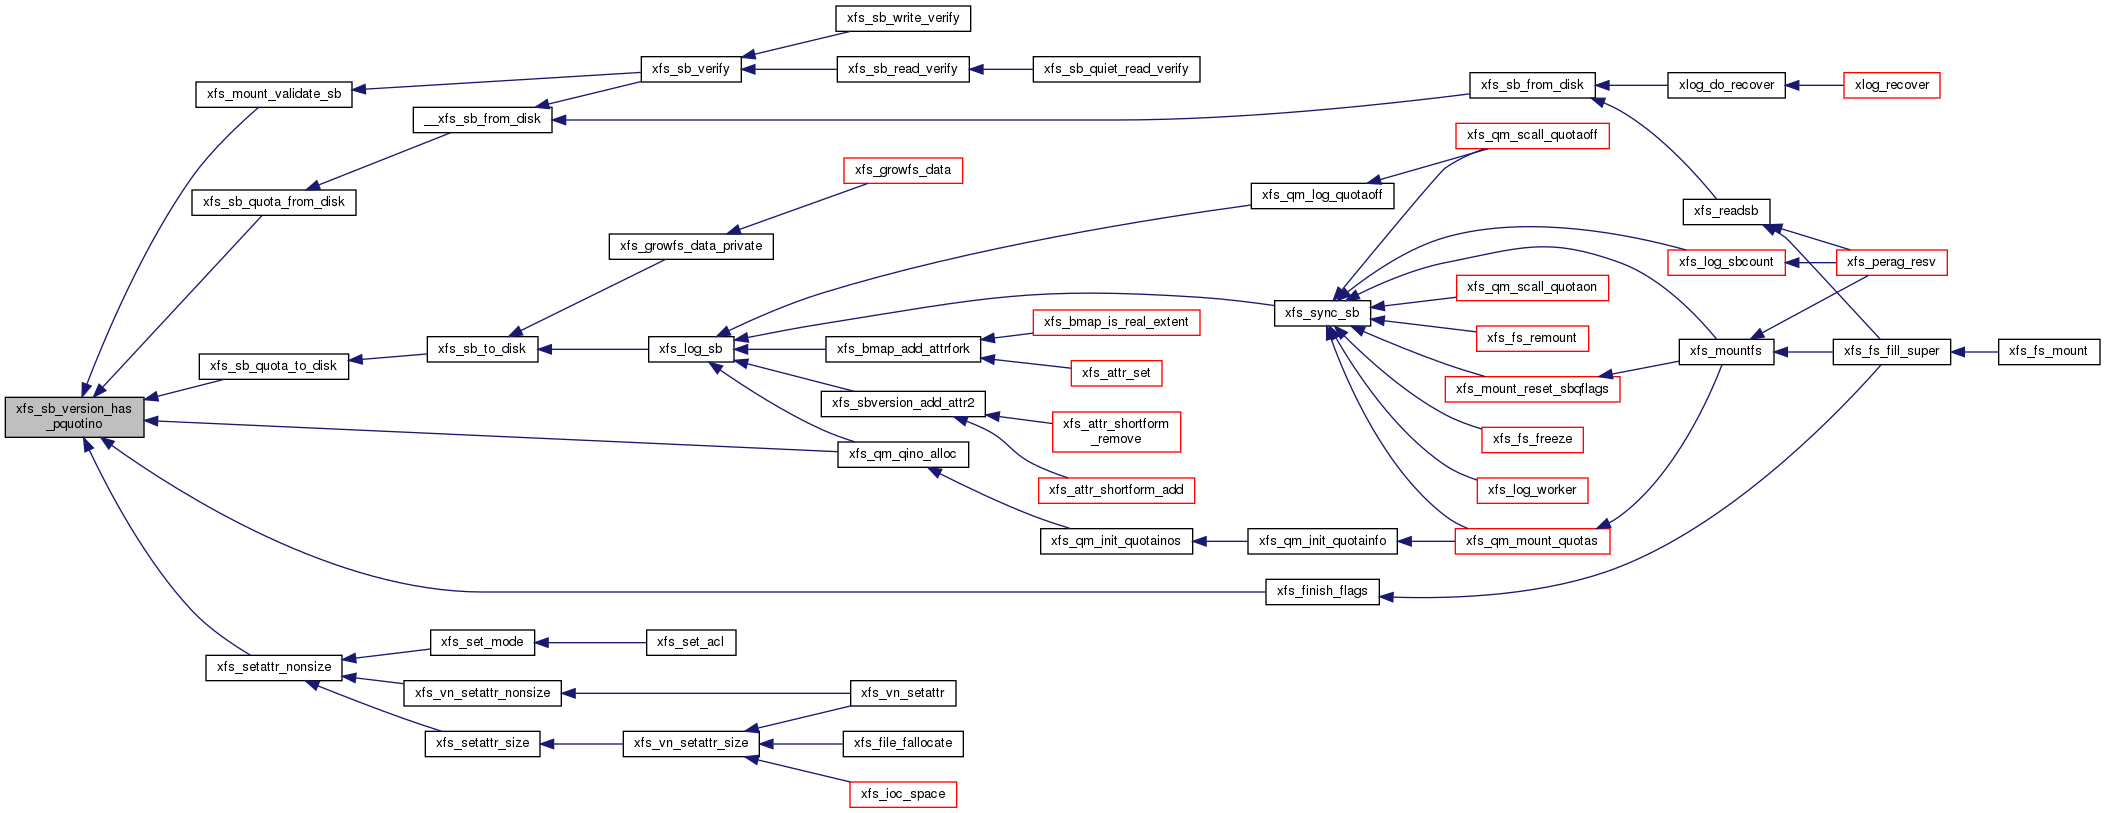 xfs_sb_write_verify
xfs_sb_verify
xfs_sb_read_verify
xfs_sb_quiet_read_verify
xfs_mount_validate_sb
xfs_sb_from_disk
xlog_do_recover
xlog_recover
__xfs_sb_from_disk
xfs_qm_scall_quotaoff
xfs_growfs_data
xfs_sb_quota_from_disk
xfs_qm_log_quotaoff
xfs_readsb
xfs_growfs_data_private
xfs_log_sbcount
xfs_perag_resv
xfs_qm_scall_quotaon
xfs_sync_sb
xfs_bmap_is_real_extent
xfs_fs_remount
xfs_sb_to_disk
xfs_log_sb
xfs_bmap_add_attrfork
xfs_mountfs
xfs_fs_fill_super
xfs_fs_mount
xfs_sb_quota_to_disk
xfs_attr_set
xfs_mount_reset_sbqflags
xfs_sbversion_add_attr2
xfs_sb_version_has
_pquotino
xfs_attr_shortform
_remove
xfs_fs_freeze
xfs_qm_qino_alloc
xfs_attr_shortform_add
xfs_log_worker
xfs_qm_init_quotainos
xfs_qm_init_quotainfo
xfs_qm_mount_quotas
xfs_finish_flags
xfs_set_mode
xfs_set_acl
xfs_setattr_nonsize
xfs_vn_setattr_nonsize
xfs_vn_setattr
xfs_setattr_size
xfs_vn_setattr_size
xfs_file_fallocate
xfs_ioc_space